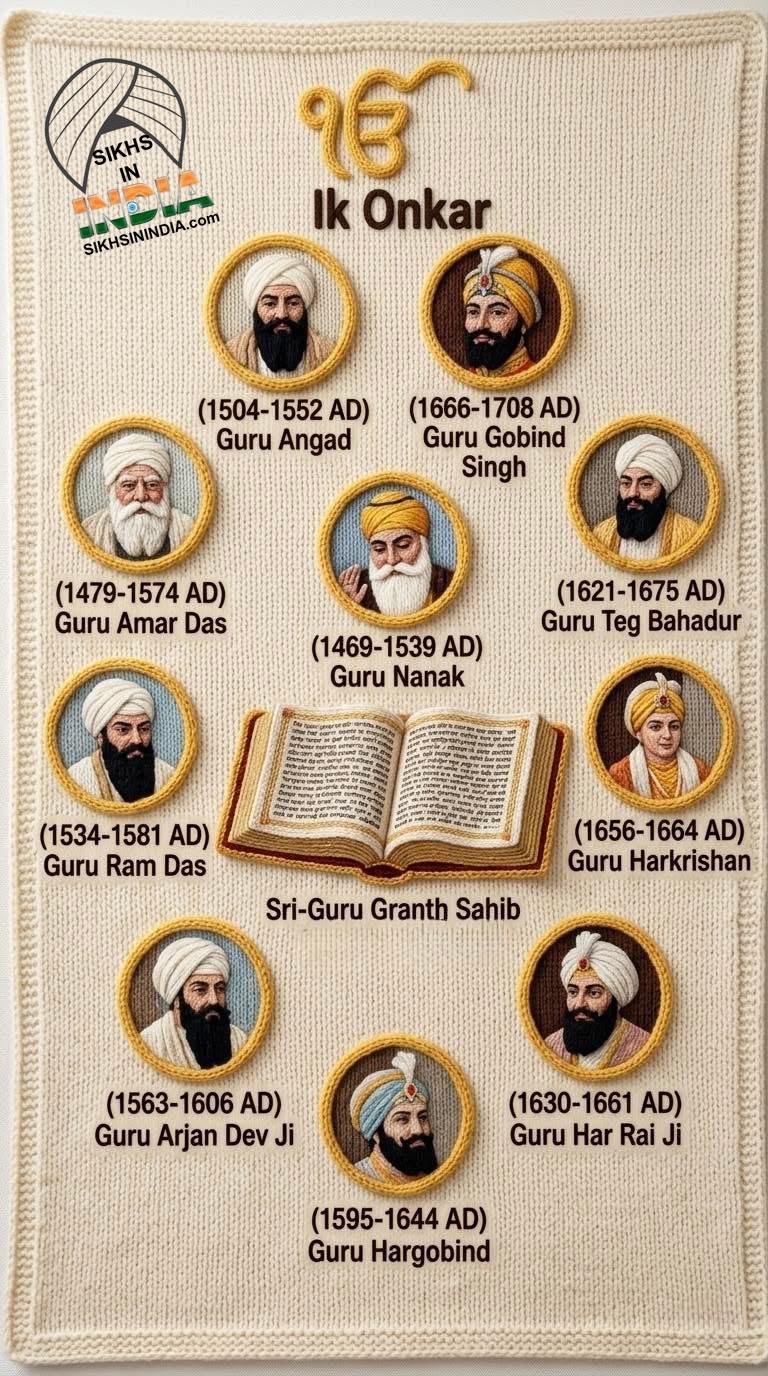 SIKHS
IN
INDIA
SIKHSININDIA.com
ੴ
Ik Onkar
(1504-1552 AD)
Guru Angad
(1666-1708 AD)
Guru Gobind
Singh
(1479-1574 AD)
Guru Amar Das
(1469-1539 AD)
Guru Nanak
(1621-1675 AD)
Guru Teg Bahadur
(1534-1581 AD)
Guru Ram Das
(1656-1664 AD)
Guru Harkrishan
Sri-Guru Granth Sahib
(1563-1606 AD)
Guru Arjan Dev Ji
(1630-1661 AD)
Guru Har Rai Ji
(1595-1644 AD)
Guru Hargobind